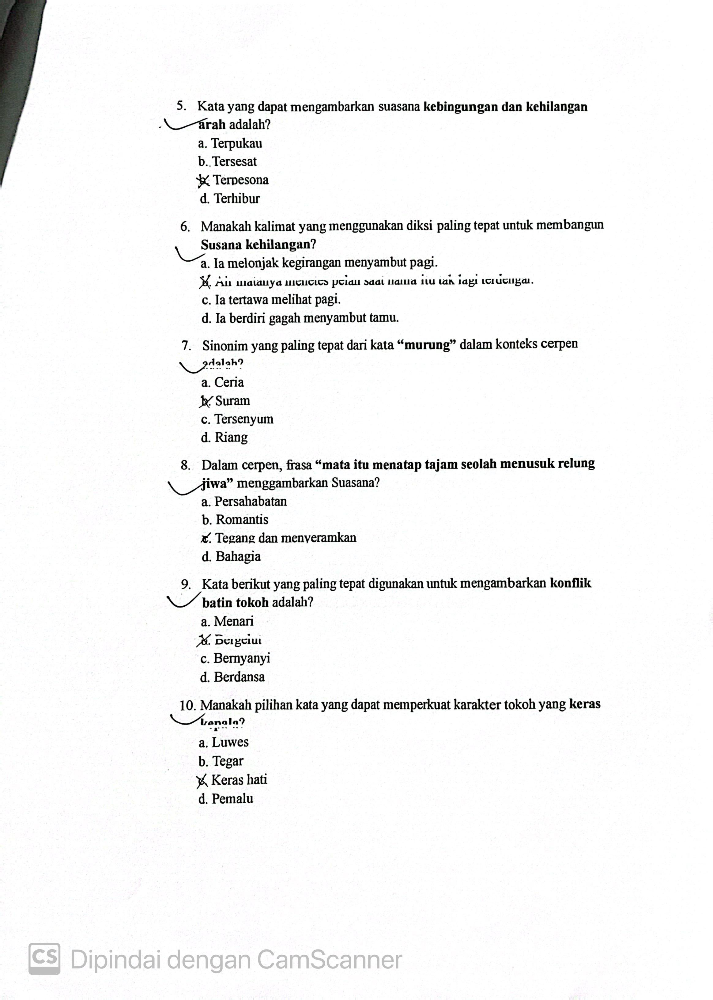 5. Kata yang dapat mengambarkan suasana kebingungan dan kehilangan
arah adalah?
a. Terpukau
b. Tersesat
Terpesona
d. Terhibur
6. Manakah kalimat yang menggunakan diksi paling tepat untuk membangun
Susana kehilangan?
a. Ia melonjak kegirangan menyambut pagi.
Air matanya menetes pelan saat nama itu tak lagi terdengar.
c. Ia tertawa melihat pagi.
d. Ia berdiri gagah menyambut tamu.
7. Sinonim yang paling tepat dari kata “murung” dalam konteks cerpen
adalah?
a. Ceria
b. Suram
c. Tersenyum
d. Riang
8. Dalam cerpen, frasa “mata itu menatap tajam seolah menusuk relung
jiwa” menggambarkan Suasana?
a. Persahabatan
b. Romantis
c. Tegang dan menyeramkan
d. Bahagia
9. Kata berikut yang paling tepat digunakan untuk mengambarkan konflik
batin tokoh adalah?
a. Menari
Bergelut
c. Bernyanyi
d. Berdansa
10. Manakah pilihan kata yang dapat memperkuat karakter tokoh yang keras
kepala?
a. Luwes
b. Tegar
Keras hati
d. Pemalu
CS Dipindai dengan CamScanner